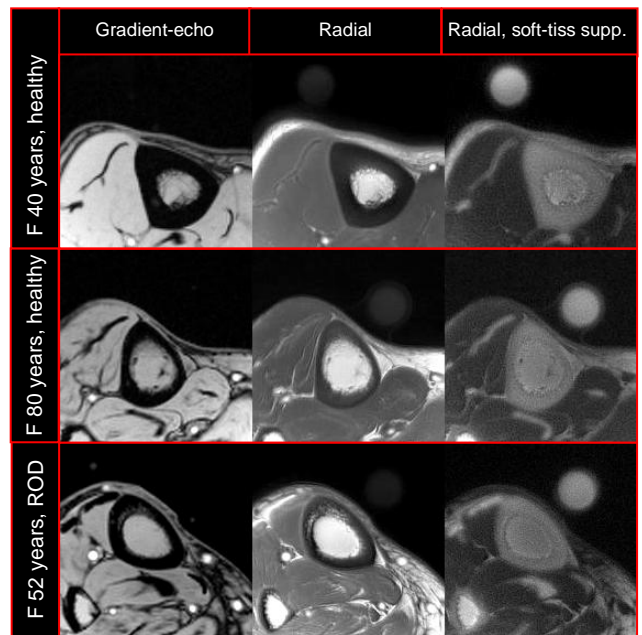 Gradient-echo
Radial
Radial, soft-tiss supp.
F 40 years, healthy
F 80 years, healthy
F 52 years, ROD